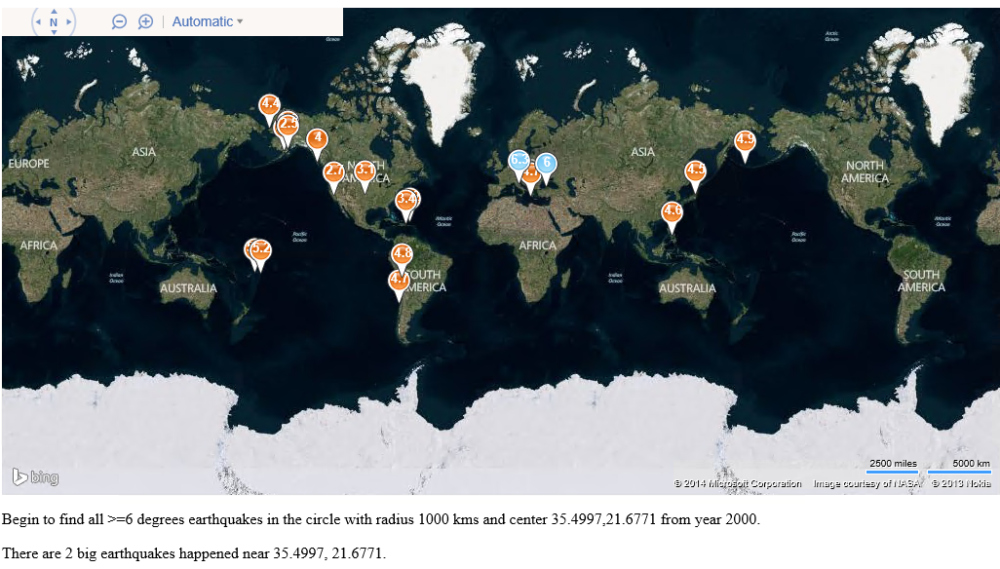 N
Automatic
Arctic Ocean
4.4
2.5
4
4.9
ASIA
ASIA
EUROPE
6.3
6
NORTH AMERICA
2.7
3.1
4.5
NORTH AMERICA
3.4
4.6
Atlantic Ocean
Atlantic Ocean
AFRICA
Pacific Ocean
AFRICA
Pacific Ocean
5.2
4.8
Indian Ocean
Indian Ocean
AUSTRALIA
SOUTH AMERICA
AUSTRALIA
SOUTH AMERICA
4.7
2500 miles
5000 km
bing
© 2014 Microsoft Corporation Image courtesy of NASA © 2013 Nokia
Begin to find all >=6 degrees earthquakes in the circle with radius 1000 kms and center 35.4997,21.6771 from year 2000.
There are 2 big earthquakes happened near 35.4997, 21.6771.